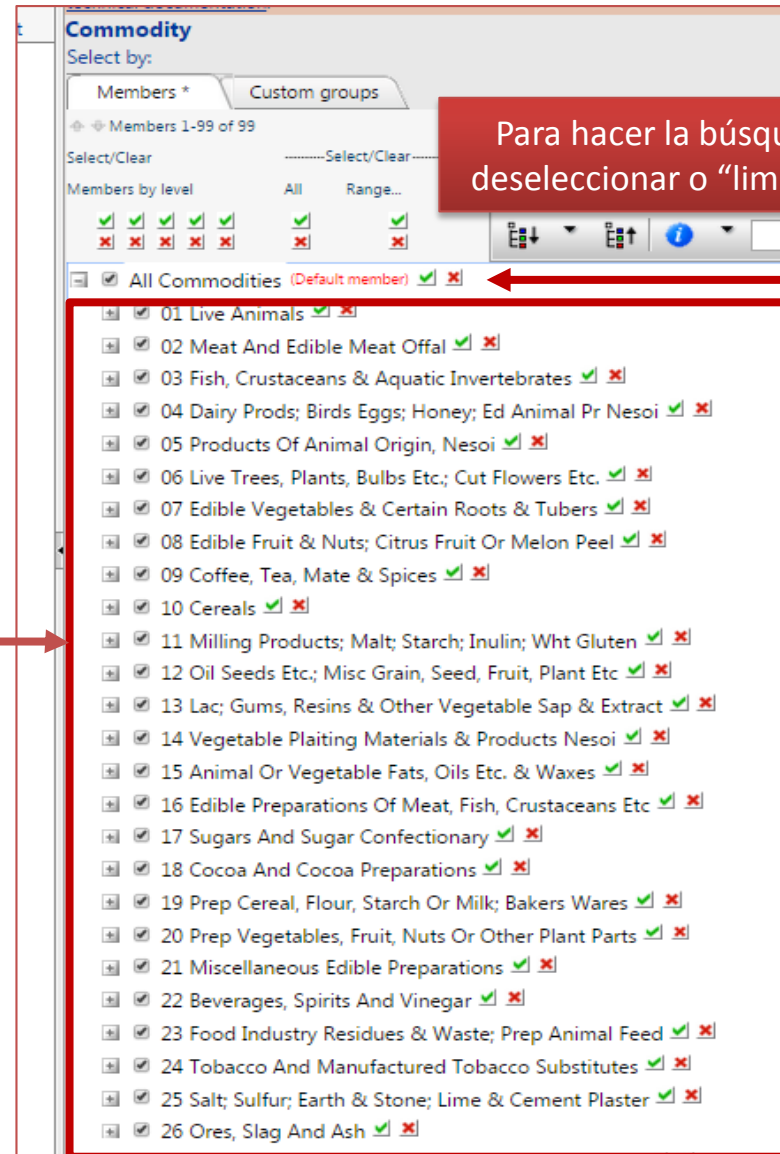 technical documentation.
t
Commodity
Select by:
Members *
Custom groups
Members 1-99 of 99
Select/Clear
----------Select/Clear----
Members by level
All
Range...
Para hacer la búsqu
deseleccionar o “lim
All Commodities (Default member)
01 Live Animals
02 Meat And Edible Meat Offal
03 Fish, Crustaceans & Aquatic Invertebrates
04 Dairy Prods; Birds Eggs; Honey; Ed Animal Pr Nesoi
05 Products Of Animal Origin, Nesoi
06 Live Trees, Plants, Bulbs Etc.; Cut Flowers Etc.
07 Edible Vegetables & Certain Roots & Tubers
08 Edible Fruit & Nuts; Citrus Fruit Or Melon Peel
09 Coffee, Tea, Mate & Spices
10 Cereals
11 Milling Products; Malt; Starch; Inulin; Wht Gluten
12 Oil Seeds Etc.; Misc Grain, Seed, Fruit, Plant Etc
13 Lac; Gums, Resins & Other Vegetable Sap & Extract
14 Vegetable Plaiting Materials & Products Nesoi
15 Animal Or Vegetable Fats, Oils Etc. & Waxes
16 Edible Preparations Of Meat, Fish, Crustaceans Etc
17 Sugars And Sugar Confectionary
18 Cocoa And Cocoa Preparations
19 Prep Cereal, Flour, Starch Or Milk; Bakers Wares
20 Prep Vegetables, Fruit, Nuts Or Other Plant Parts
21 Miscellaneous Edible Preparations
22 Beverages, Spirits And Vinegar
23 Food Industry Residues & Waste; Prep Animal Feed
24 Tobacco And Manufactured Tobacco Substitutes
25 Salt; Sulfur; Earth & Stone; Lime & Cement Plaster
26 Ores, Slag And Ash